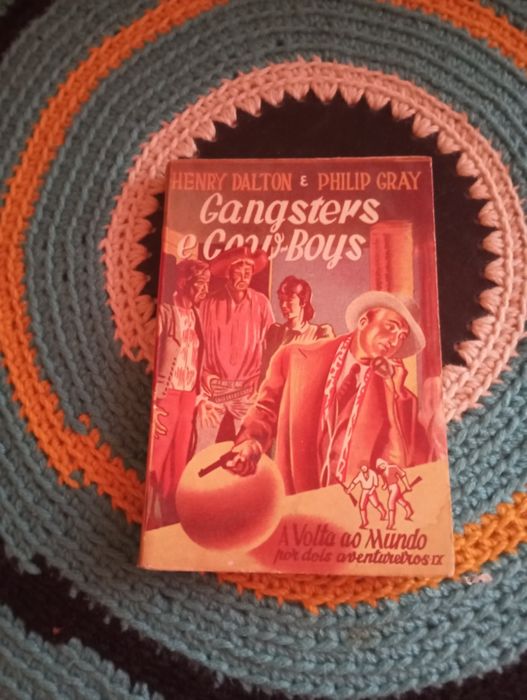 HENRY DALTON & PHILIP GRAY
Gangsters
e Cow-Boys
A Volta ao Mundo
por dois aventureiros IX